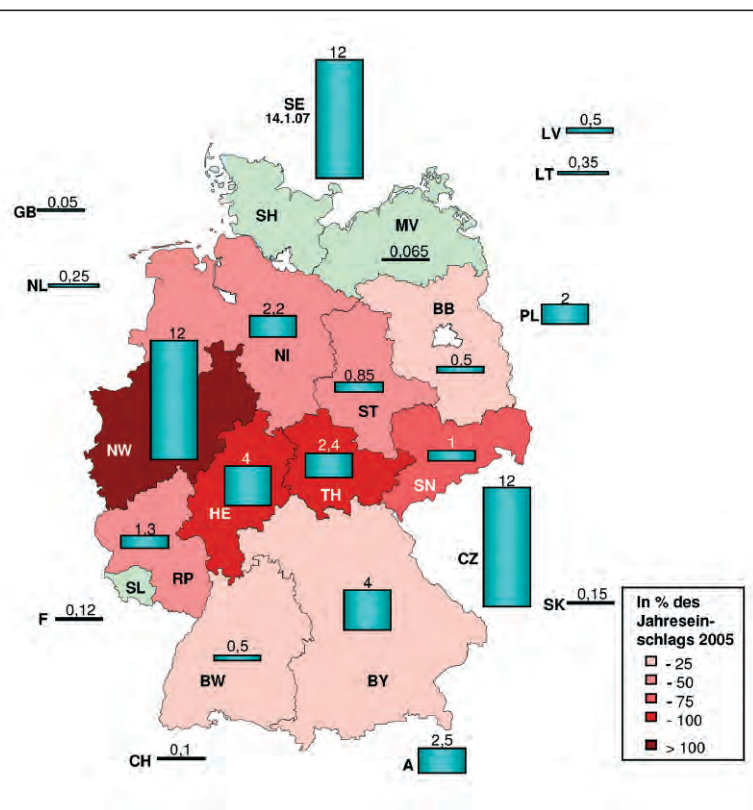 12
SE
14.1.07
0,5
LV
0,35
LT
0,05
GB
SH
MV
0,065
0,25
NL
BB
2
PL
2,2
NI
12
0,5
0,85
ST
NW
1
SN
2,4
TH
4
HE
12
CZ
1,3
RP
SL
0,15
SK
0,12
F
4
BY
0,5
BW
In % des
Jahresein-
schlags 2005
- 25
- 50
- 75
- 100
> 100
0,1
CH
2,5
A